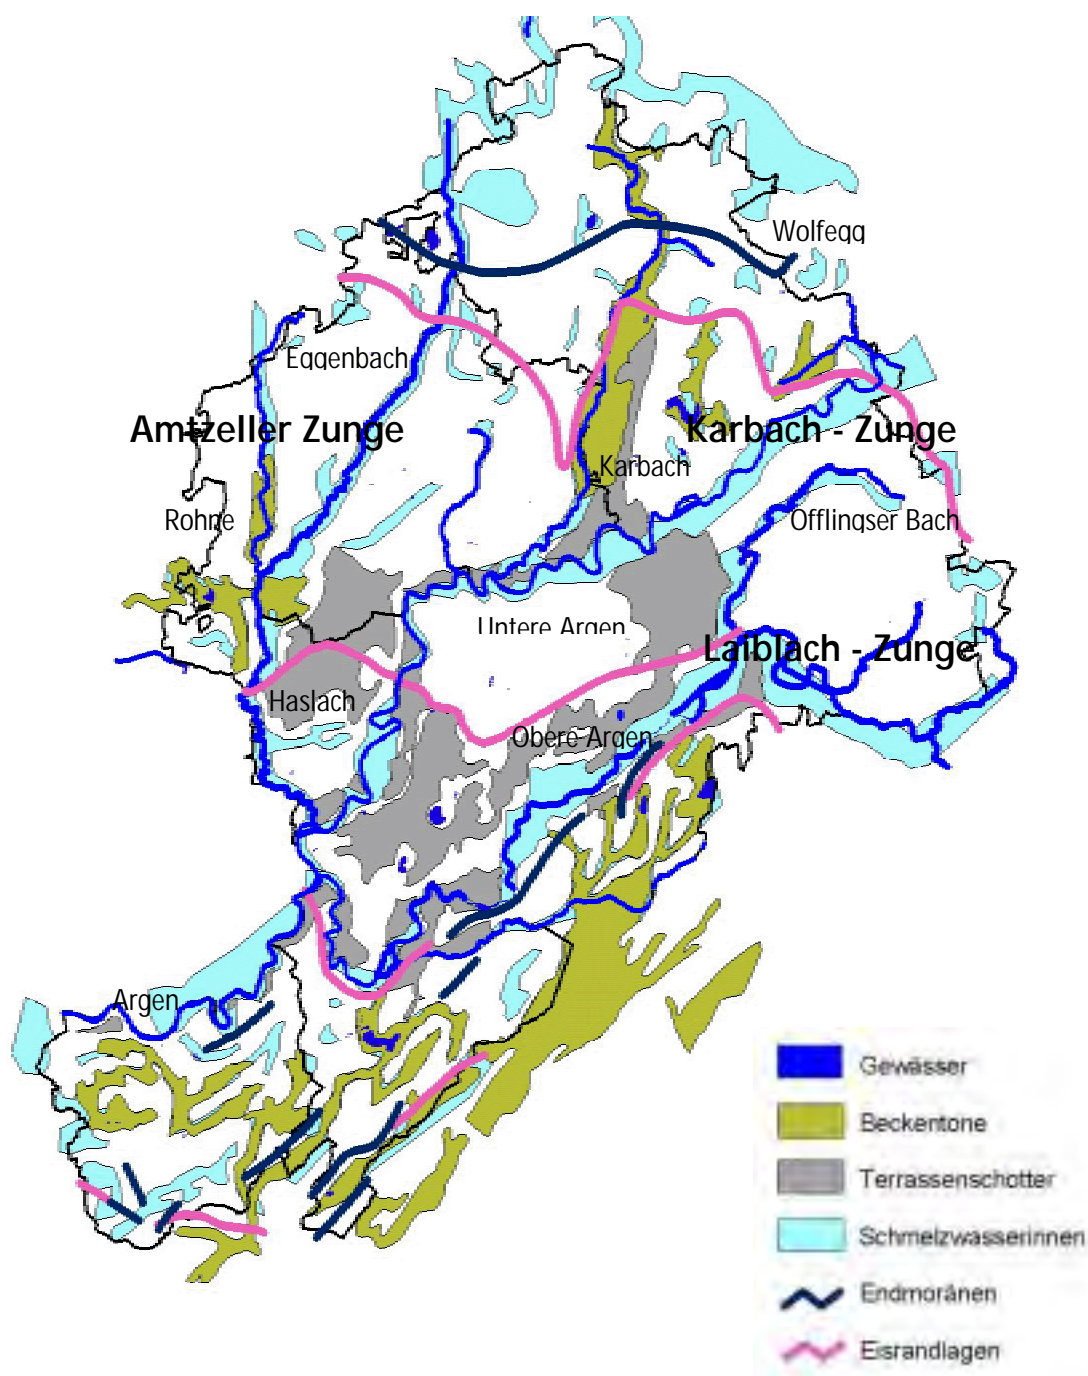 Wolfegg
Eggenbach
Amtzeller Zunge
Karbach - Zunge
Karbach
Rohne
Offlingser Bach
Untere Argen
Laiblach - Zunge
Haslach
Obere Argen
Argen
Gewässer
Beckentone
Terrassenschotter
Schmelzwasserinnen
Endmoränen
Eisrandlagen